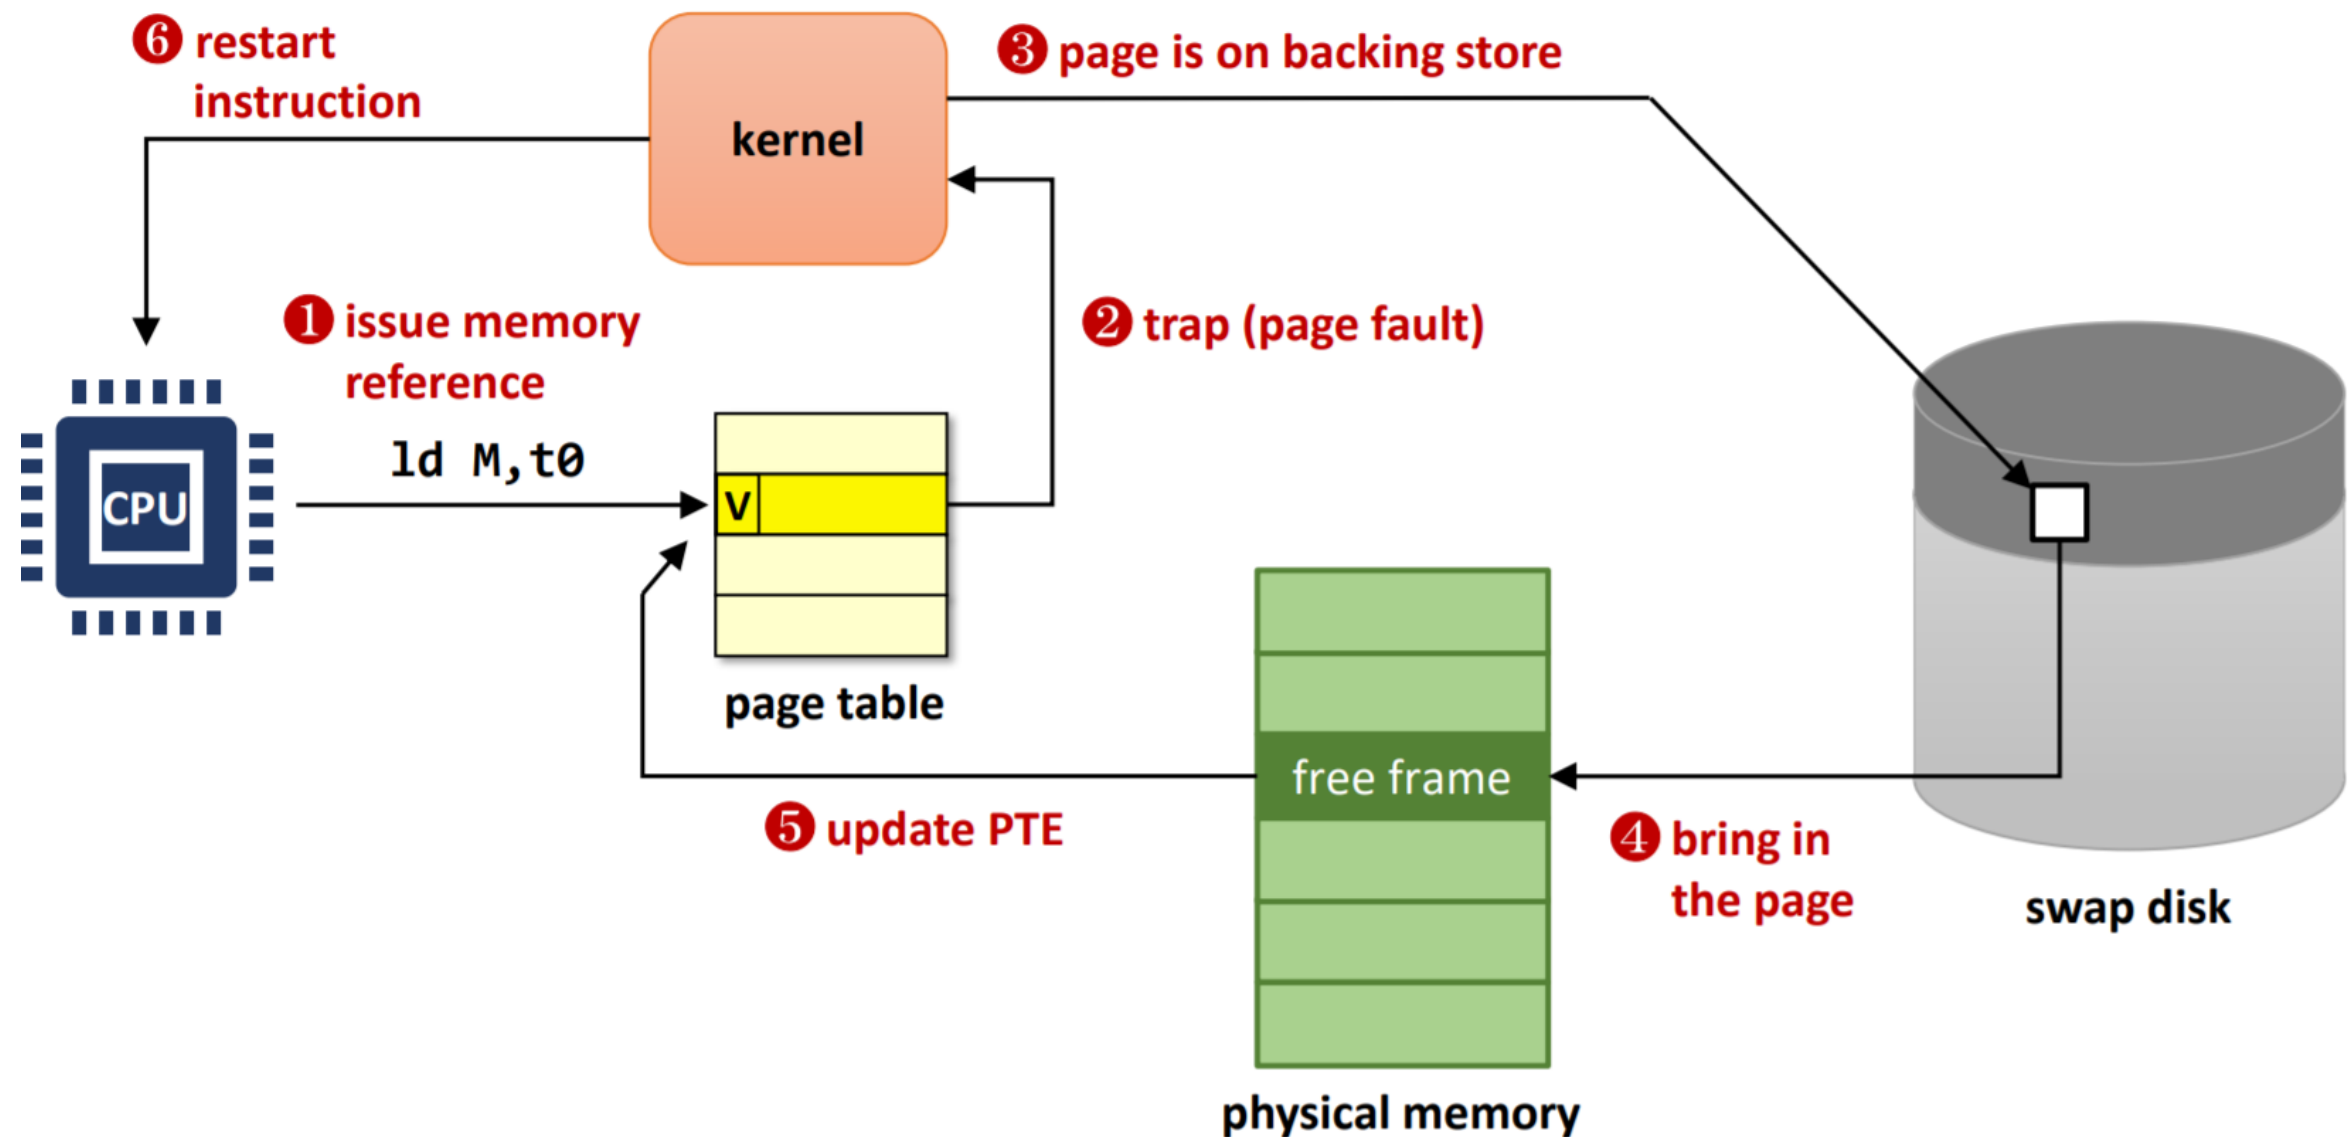 ❻ restart
instruction
kernel
❸ page is on backing store
❶ issue memory
reference
ld M,t0
❷ trap (page fault)
CPU
V
page table
free frame
❺ update PTE
❹ bring in
the page
swap disk
physical memory